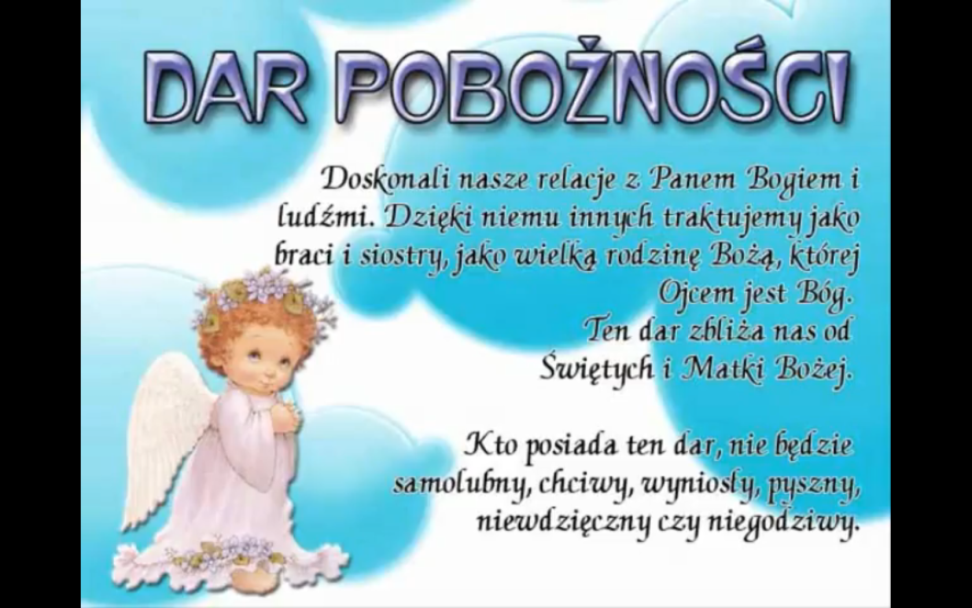 DAR POBOŻNOŚCI
Doskonali nasze relacje z Panem Bogiem i
ludźmi. Dzięki niemu innych traktujemy jako
braci i siostry, jako wielką rodzinę Bożą, której
Ojcem jest Bóg.
Ten dar zbliża nas od
Świętych i Matki Bożej.
Kto posiada ten dar, nie będzie
samolubny, chciwy, wyniosły, pyszny,
niewdzięczny czy niegodziwy.